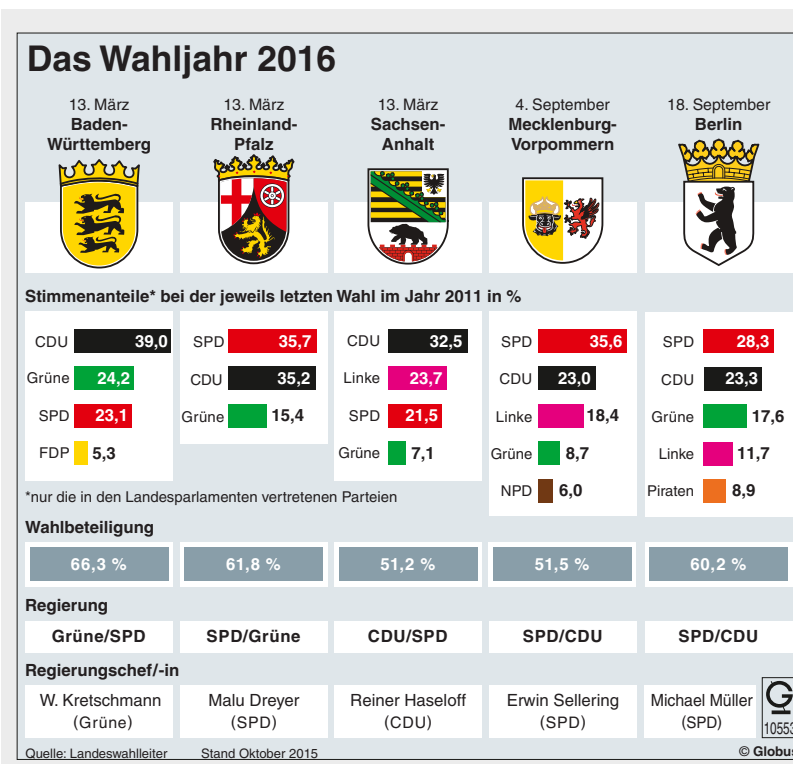 Das Wahljahr 2016
13. März
Baden-
Württemberg
13. März
Rheinland-
Pfalz
13. März
Sachsen-
Anhalt
4. September
Mecklenburg-
Vorpommern
18. September
Berlin
Stimmenanteile* bei der jeweils letzten Wahl im Jahr 2011 in %
CDU 39,0
Grüne 24,2
SPD 23,1
FDP 5,3
SPD 35,7
CDU 35,2
Grüne 15,4
CDU 32,5
Linke 23,7
SPD 21,5
Grüne 7,1
SPD 35,6
CDU 23,0
Linke 18,4
Grüne 8,7
NPD 6,0
SPD 28,3
CDU 23,3
Grüne 17,6
Linke 11,7
Piraten 8,9
*nur die in den Landesparlamenten vertretenen Parteien
Wahlbeteiligung
66,3 % 61,8 % 51,2 % 51,5 % 60,2 %
Regierung
Grüne/SPD SPD/Grüne CDU/SPD SPD/CDU SPD/CDU
Regierungschef/-in
W. Kretschmann
(Grüne)
Malu Dreyer
(SPD)
Reiner Haseloff
(CDU)
Erwin Sellering
(SPD)
Michael Müller
(SPD)
G
10553
Quelle: Landeswahlleiter Stand Oktober 2015 © Globus